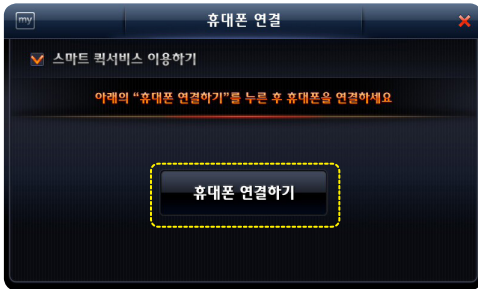 my
휴대폰 연결
스마트 퀵서비스 이용하기
아래의 “휴대폰 연결하기”를 누른 후 휴대폰을 연결하세요
휴대폰 연결하기